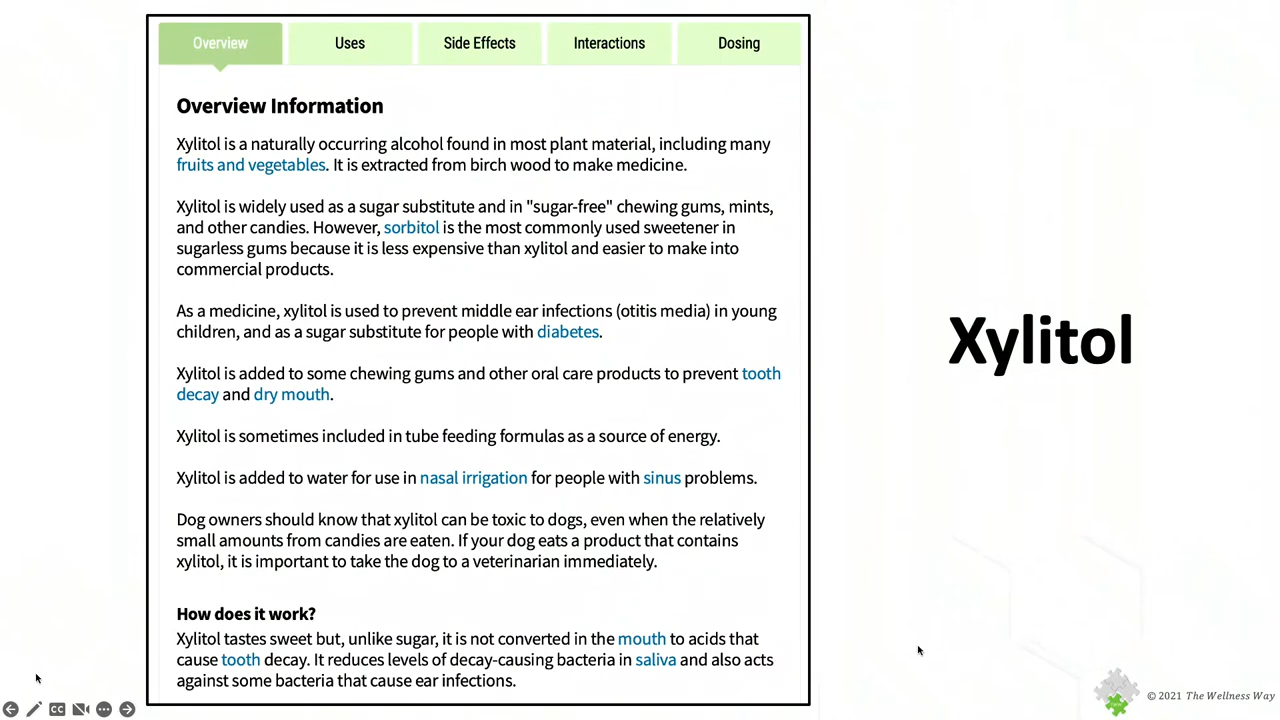 Overview
Uses
Side Effects
Interactions
Dosing
Overview Information
Xylitol is a naturally occurring alcohol found in most plant material, including many
fruits and vegetables. It is extracted from birch wood to make medicine.
Xylitol is widely used as a sugar substitute and in "sugar-free" chewing gums, mints,
and other candies. However, sorbitol is the most commonly used sweetener in
sugarless gums because it is less expensive than xylitol and easier to make into
commercial products.
As a medicine, xylitol is used to prevent middle ear infections (otitis media) in young
children, and as a sugar substitute for people with diabetes.
Xylitol is added to some chewing gums and other oral care products to prevent tooth
decay and dry mouth.
Xylitol is sometimes included in tube feeding formulas as a source of energy.
Xylitol is added to water for use in nasal irrigation for people with sinus problems.
Dog owners should know that xylitol can be toxic to dogs, even when the relatively
small amounts from candies are eaten. If your dog eats a product that contains
xylitol, it is important to take the dog to a veterinarian immediately.
How does it work?
Xylitol tastes sweet but, unlike sugar, it is not converted in the mouth to acids that
cause tooth decay. It reduces levels of decay-causing bacteria in saliva and also acts
against some bacteria that cause ear infections.
Xylitol
CC
© 2021 The Wellness Way